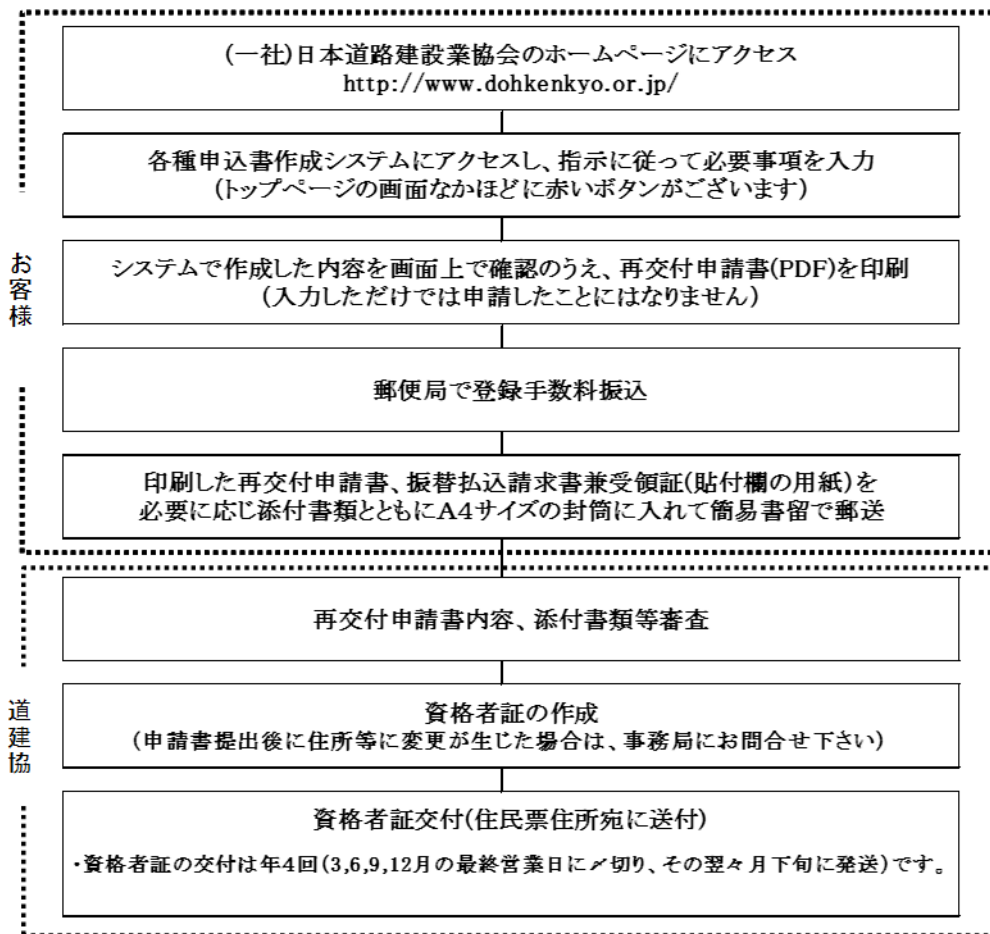 (一社)日本道路建設業協会のホームページにアクセス
http://www.dohkenkyo.or.jp/
各種申込書作成システムにアクセスし、指示に従って必要事項を入力
(トップページの画面なかほどに赤いボタンがございます)
システムで作成した内容を画面上で確認のうえ、再交付申請書(PDF)を印刷
(入力しただけでは申請したことにはなりません)
お客様
郵便局で登録手数料振込
印刷した再交付申請書、振替払込請求書兼受領証(貼付欄の用紙)を
必要に応じ添付書類とともにA4サイズの封筒に入れて簡易書留で郵送
再交付申請書内容、添付書類等審査
道建協
資格者証の作成
(申請書提出後に住所等に変更が生じた場合は、事務局にお問合せ下さい)
資格者証交付(住民票住所宛に送付)
・資格者証の交付は年4回(3,6,9,12月の最終営業日に〆切り、その翌々月下旬に発送)です。